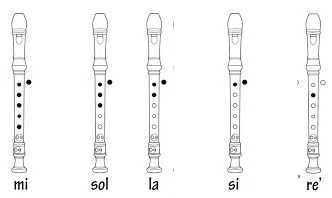 mi sol la si , re'